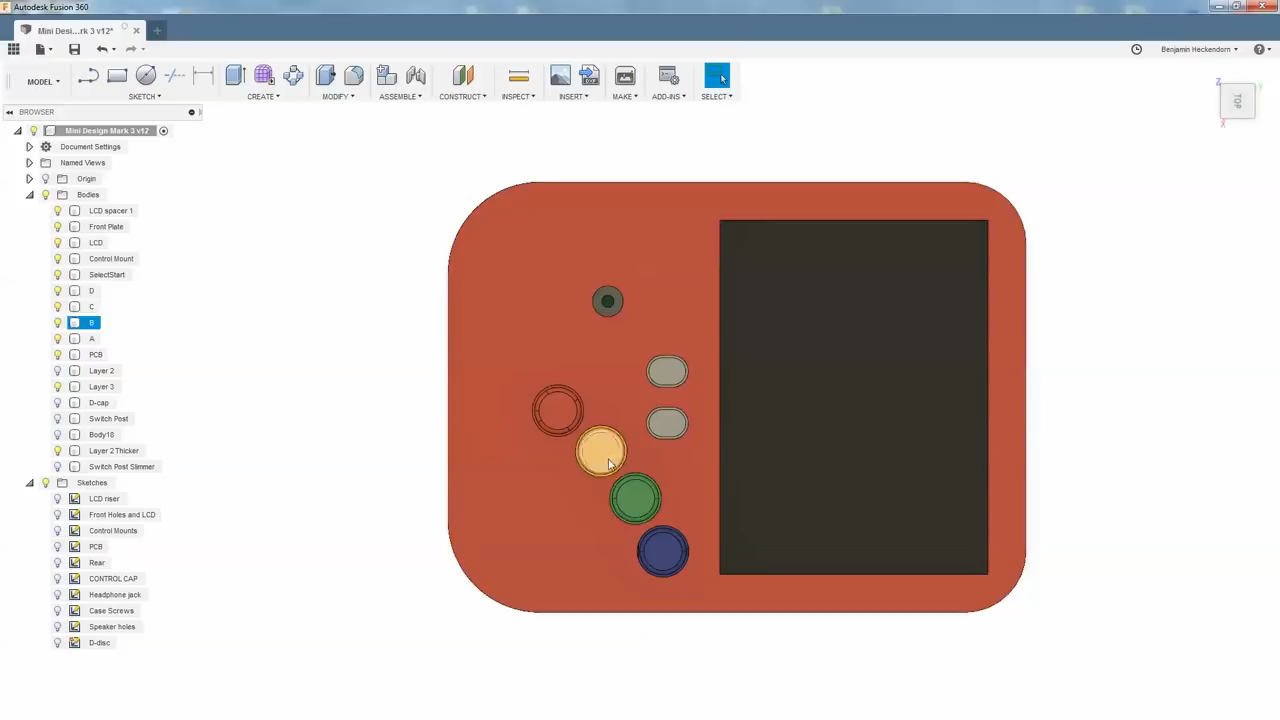 Autodesk Fusion 360
Mini Desi...rk 3 v12*
Benjamin Heckendorn
MODEL
SKETCH
CREATE
MODIFY
ASSEMBLE
CONSTRUCT
INSPECT
INSERT
MAKE
ADD-INS
SELECT
BROWSER
Mini Design Mark 3 v12
Document Settings
Named Views
Origin
Bodies
LCD spacer 1
Front Plate
LCD
Control Mount
SelectStart
D
C
B
A
PCB
Layer 2
Layer 3
D-cap
Switch Post
Body18
Layer 2 Thicker
Switch Post Slimmer
Sketches
LCD riser
Front Holes and LCD
Control Mounts
PCB
Rear
CONTROL CAP
Headphone jack
Case Screws
Speaker holes
D-disc
Z
Y
TOP
X